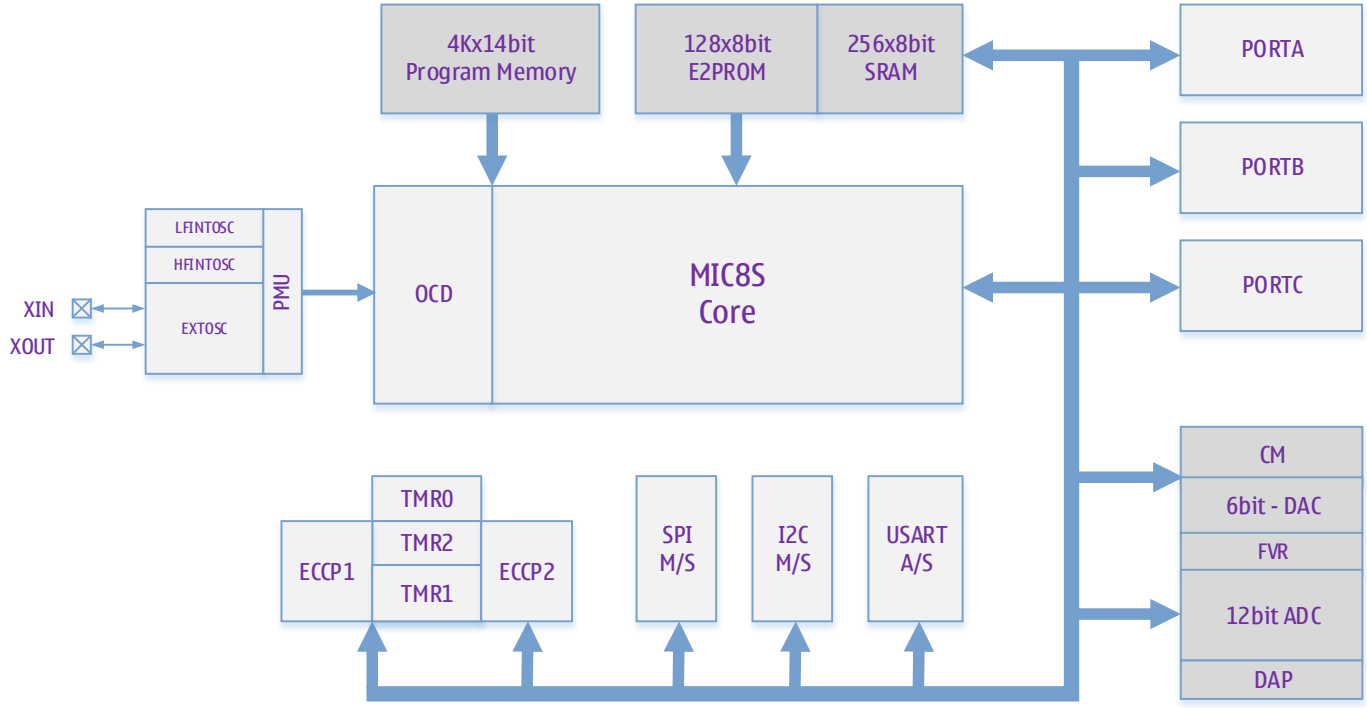 4Kx14bit
Program Memory
128x8bit
E2PROM
256x8bit
SRAM
PORTA
PORTB
PORTC
LFINTOSC
HFINTOSC
EXTOSC
PMU
XIN
XOUT
OCD
MIC8S
Core
TMR0
TMR2
TMR1
ECCP1
ECCP2
SPI
M/S
I2C
M/S
USART
A/S
CM
6bit - DAC
FVR
12bit ADC
DAP